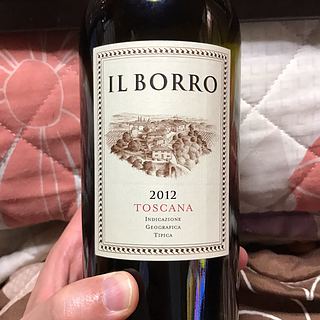 IL BORRO
2012
TOSCANA
INDICAZIONE
GEOGRAFICA
TIPICA